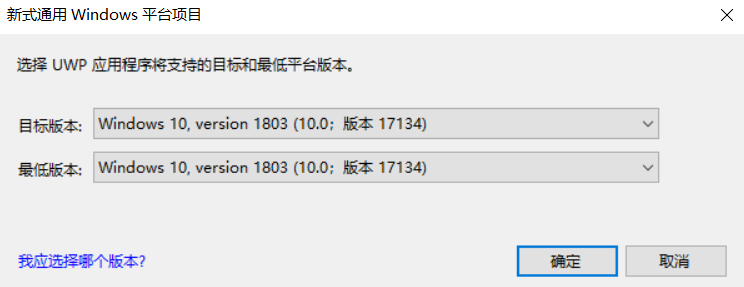 新式通用 Windows 平台项目
选择 UWP 应用程序将支持的目标和最低平台版本。
目标版本: Windows 10, version 1803 (10.0；版本 17134)
最低版本: Windows 10, version 1803 (10.0；版本 17134)
我应选择哪个版本? 确定 取消